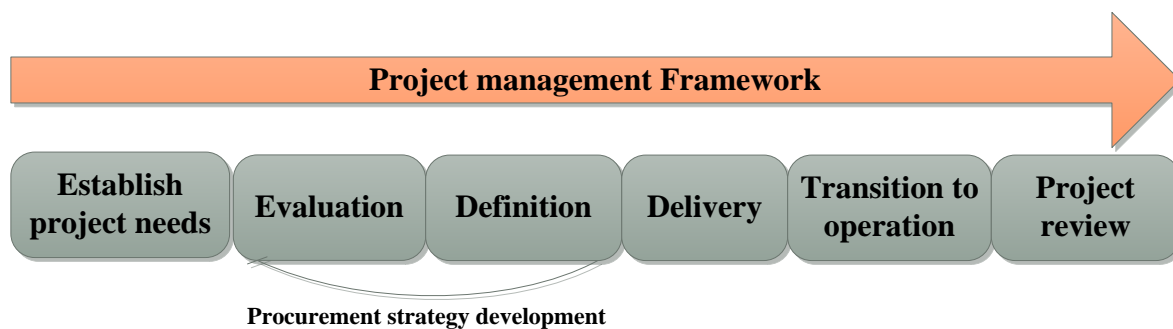 Project management Framework
Establish
project needs
Evaluation
Definition
Delivery
Transition to
operation
Project
review
Procurement strategy development